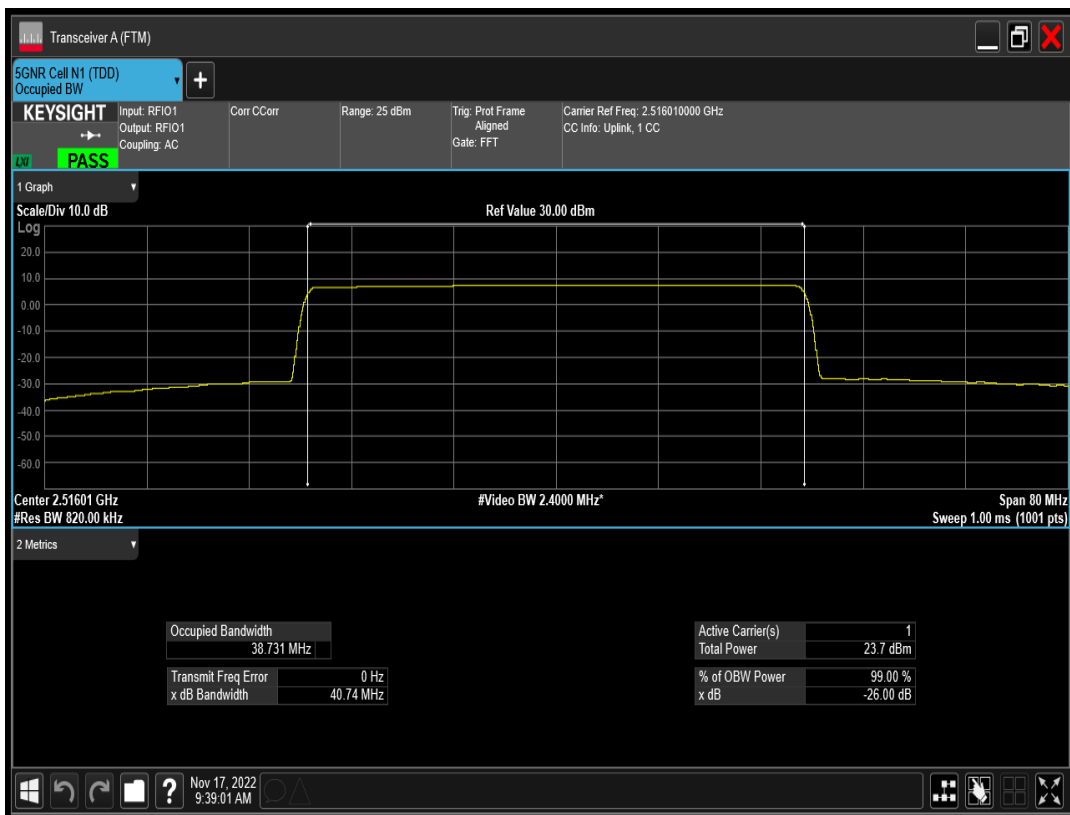 Transceiver A (FTM)
5GNR Cell N1 (TDD)
Occupied BW
+
KEYSIGHT
LXI
PASS
Input: RFIO1
Output: RFIO1
Coupling: AC
Corr CCorr
Range: 25 dBm
Trig: Prot Frame
Aligned
Gate: FFT
Carrier Ref Freq: 2.516010000 GHz
CC Info: Uplink, 1 CC
1 Graph
Scale/Div 10.0 dB
Ref Value 30.00 dBm
Log
20.0
10.0
0.00
-10.0
-20.0
-30.0
-40.0
-50.0
-60.0
Center 2.51601 GHz
#Video BW 2.4000 MHz*
Span 80 MHz
#Res BW 820.00 kHz
Sweep 1.00 ms (1001 pts)
2 Metrics
Occupied Bandwidth
38.731 MHz
Active Carrier(s) 1
Total Power 23.7 dBm
Transmit Freq Error 0 Hz
x dB Bandwidth 40.74 MHz
% of OBW Power 99.00 %
x dB -26.00 dB
?
Nov 17, 2022
9:39:01 AM